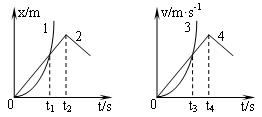 x/m
1
2
0
t₁
t₂
t/s
v/m·s⁻¹
3
4
0
t₃
t₄
t/s